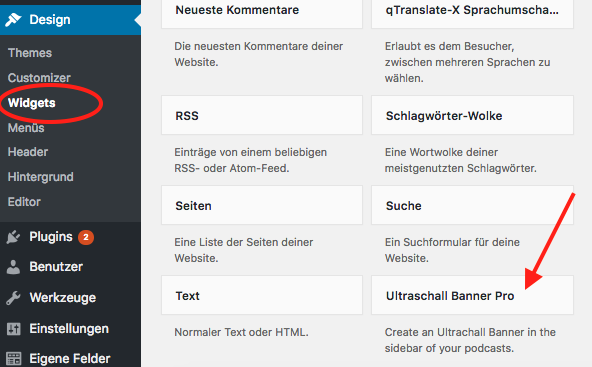 Design
Themes
Customizer
Widgets
Menüs
Header
Hintergrund
Editor
Plugins 2
Benutzer
Werkzeuge
Einstellungen
Eigene Felder
Neueste Kommentare
Die neuesten Kommentare deiner
Website.
qTranslate-X Sprachumscha...
Erlaubt es dem Besucher,
zwischen mehreren Sprachen zu
wählen.
RSS
Einträge von einem beliebigen
RSS- oder Atom-Feed.
Schlagwörter-Wolke
Eine Wortwolke deiner
meistgenutzten Schlagwörter.
Seiten
Eine Liste der Seiten deiner
Website.
Suche
Ein Suchformular für deine
Website.
Text
Normaler Text oder HTML.
Ultraschall Banner Pro
Create an Ultrachall Banner in the
sidebar of your podcasts.